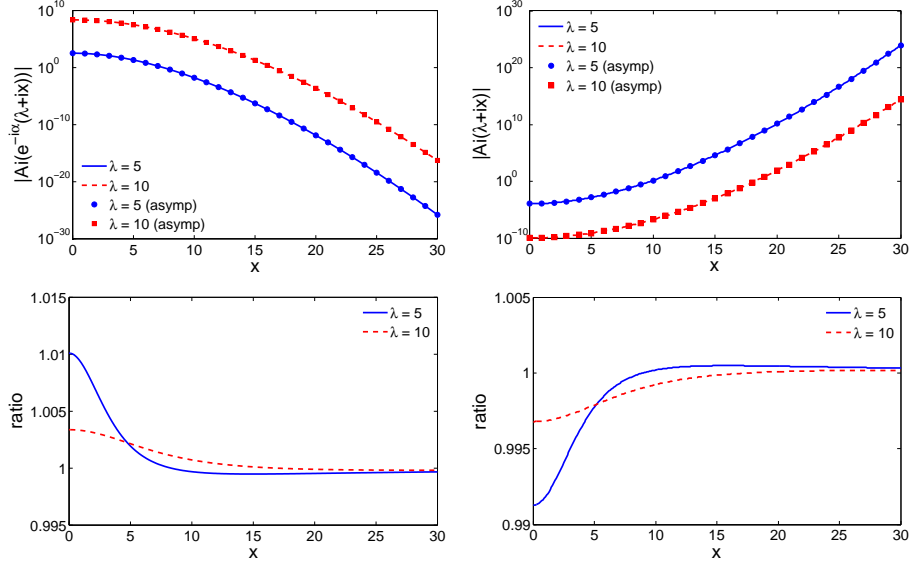 |Ai(e^{-iα}(λ+ix))|
10^{10}
10^{0}
10^{-10}
10^{-20}
10^{-30}
0 5 10 15 20 25 30
x
λ = 5
λ = 10
λ = 5 (asymp)
λ = 10 (asymp)
|Ai(λ+ix)|
10^{30}
10^{20}
10^{10}
10^{0}
10^{-10}
0 5 10 15 20 25 30
x
λ = 5
λ = 10
λ = 5 (asymp)
λ = 10 (asymp)
ratio
1.015
1.01
1.005
1
0.995
0 5 10 15 20 25 30
x
λ = 5
λ = 10
ratio
1.005
1
0.995
0.99
0 5 10 15 20 25 30
x
λ = 5
λ = 10